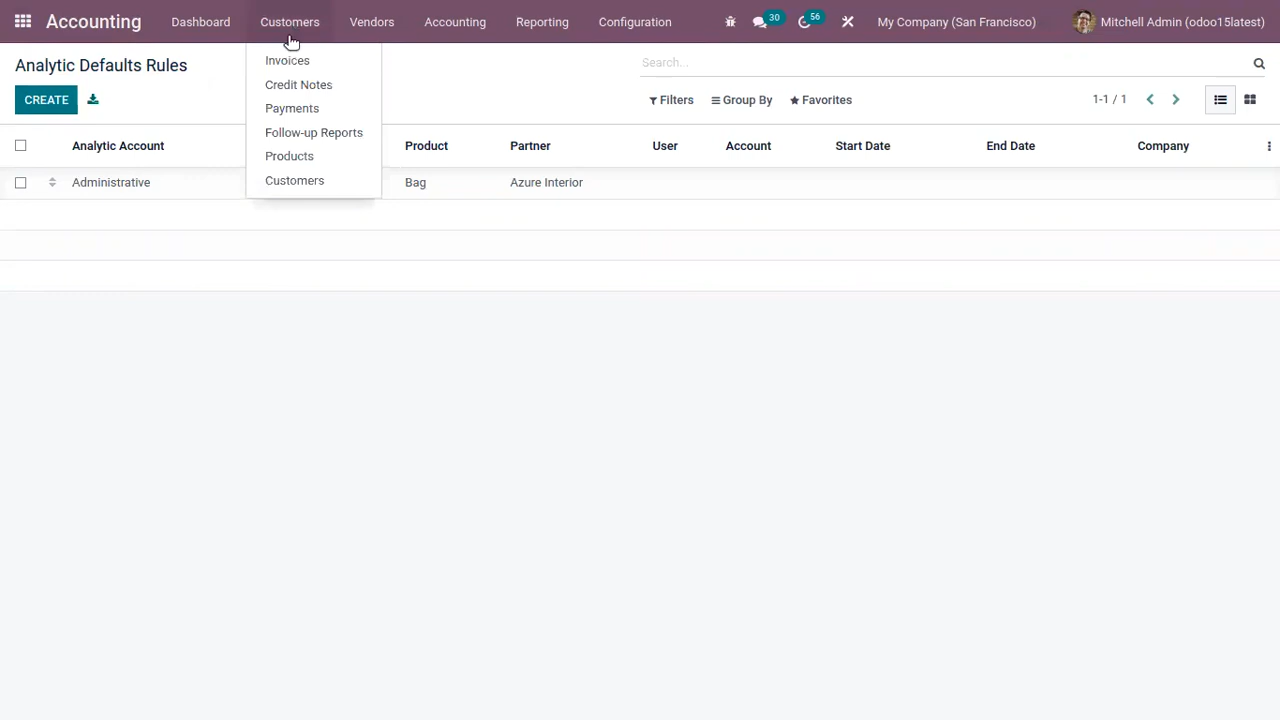 Accounting Dashboard Customers Vendors Accounting Reporting Configuration 30 56 My Company (San Francisco) Mitchell Admin (odoo15latest)
Analytic Defaults Rules
Search...
CREATE
Filters Group By Favorites 1-1 / 1
Invoices
Credit Notes
Payments
Follow-up Reports
Products
Customers
Analytic Account Product Partner User Account Start Date End Date Company
Administrative Bag Azure Interior